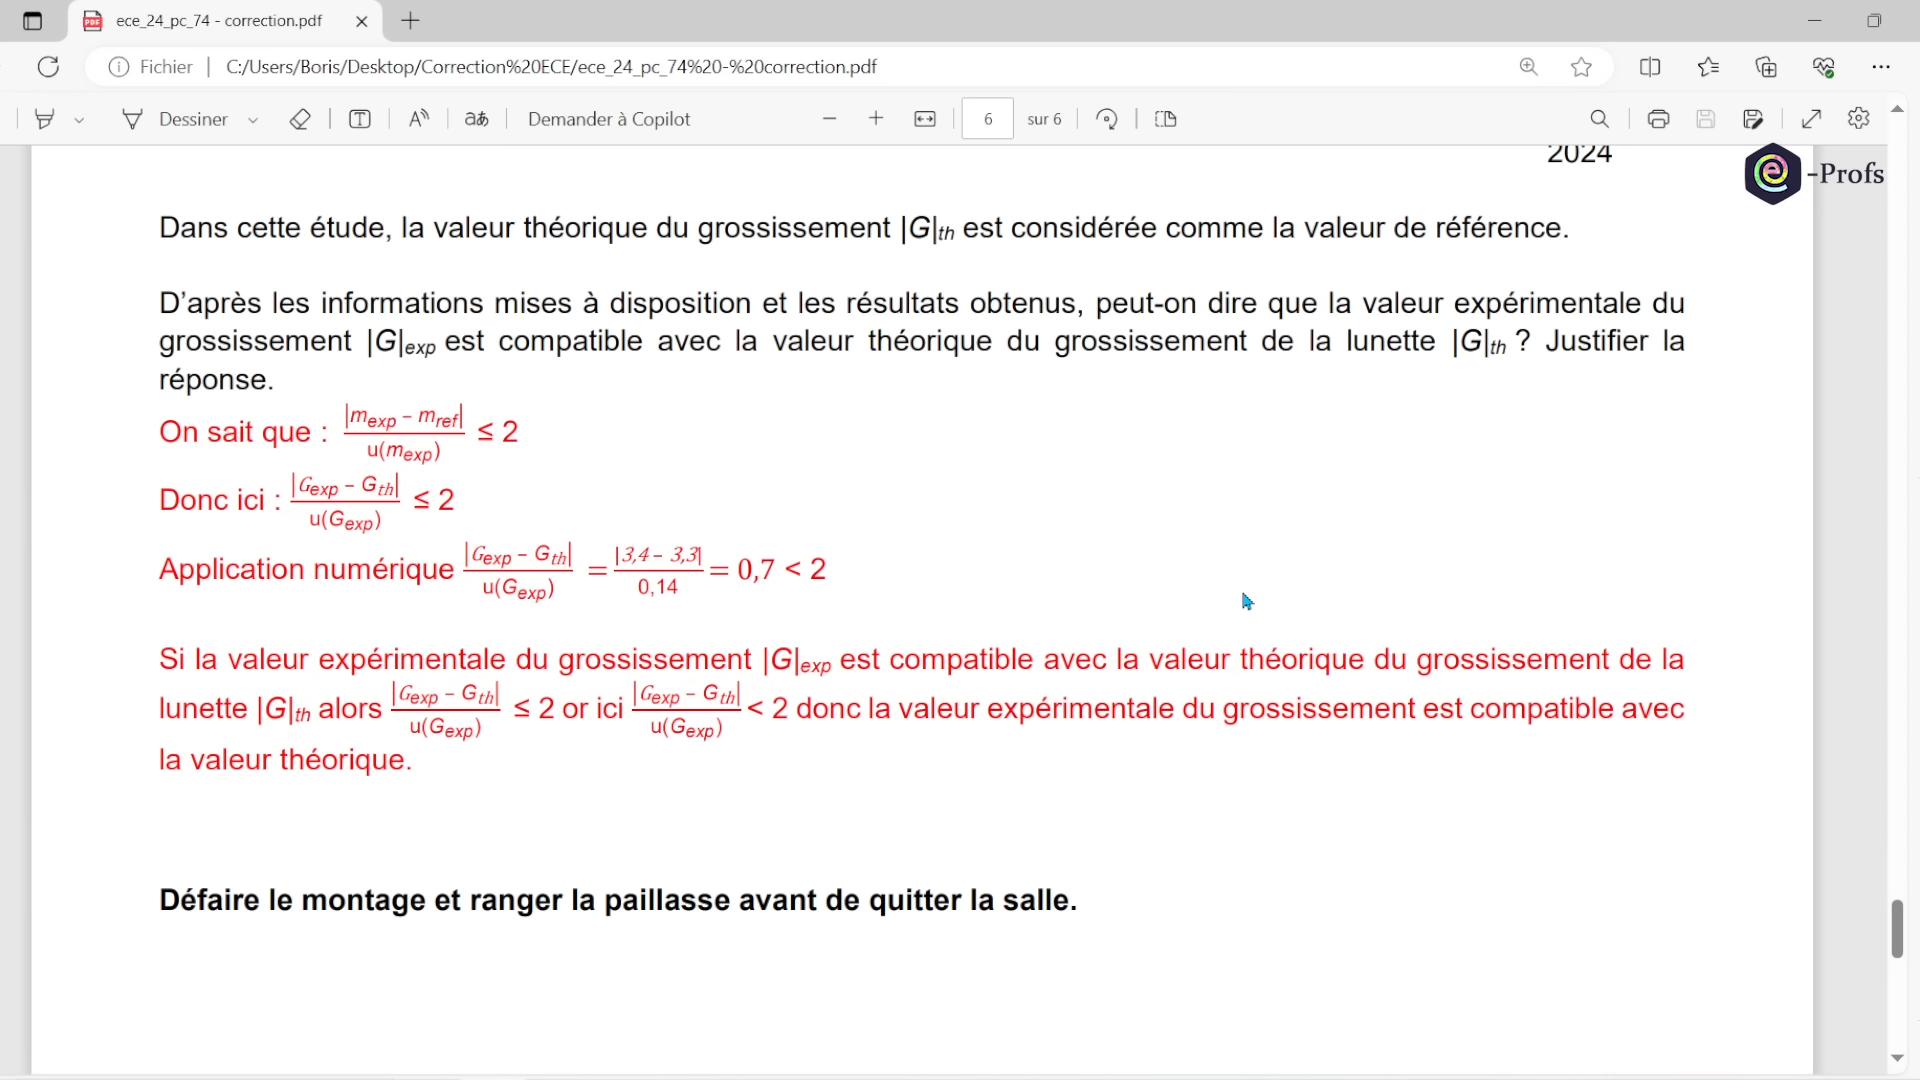 ece_24_pc_74 - correction.pdf
Fichier | C:/Users/Boris/Desktop/Correction%20ECE/ece_24_pc_74%20-%20correction.pdf
Dessiner Demander à Copilot 6 sur 6
2024
e-Profs
Dans cette étude, la valeur théorique du grossissement |G|th est considérée comme la valeur de référence.
D'après les informations mises à disposition et les résultats obtenus, peut-on dire que la valeur expérimentale du
grossissement |G|exp est compatible avec la valeur théorique du grossissement de la lunette |G|th ? Justifier la
réponse.
On sait que : |mexp – mref| / u(mexp) ≤ 2
Donc ici : |Gexp – Gth| / u(Gexp) ≤ 2
Application numérique |Gexp – Gth| / u(Gexp) = |3,4 – 3,3| / 0,14 = 0,7 < 2
Si la valeur expérimentale du grossissement |G|exp est compatible avec la valeur théorique du grossissement de la
lunette |G|th alors |Gexp – Gth| / u(Gexp) ≤ 2 or ici |Gexp – Gth| / u(Gexp) < 2 donc la valeur expérimentale du grossissement est compatible avec
la valeur théorique.
Défaire le montage et ranger la paillasse avant de quitter la salle.